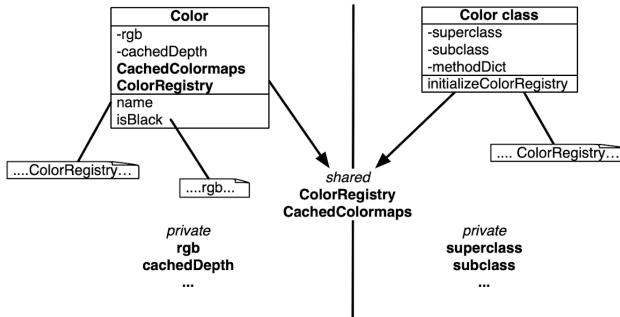 Color
-rgb
-cachedDepth
CachedColormaps
ColorRegistry
name
isBlack
....ColorRegistry...
....rgb...
Color class
-superclass
-subclass
-methodDict
initializeColorRegistry
.... ColorRegistry...
shared
ColorRegistry
CachedColormaps
private
rgb
cachedDepth
...
private
superclass
subclass
...